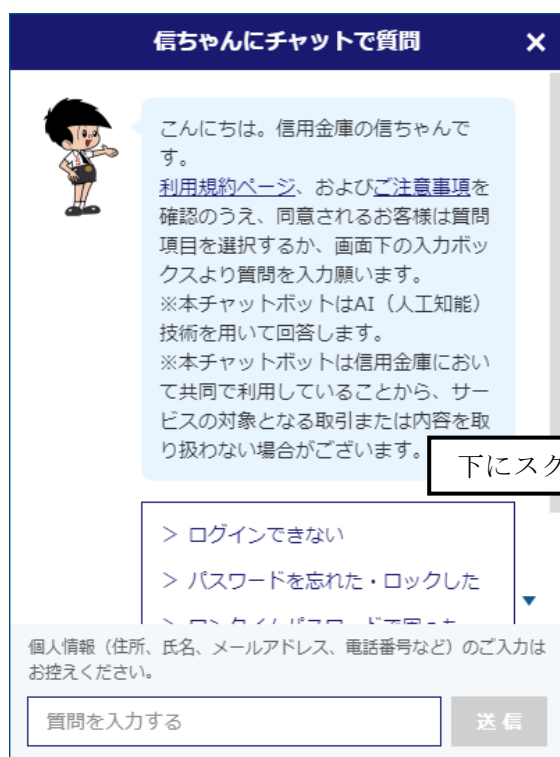 信ちゃんにチャットで質問
こんにちは。信用金庫の信ちゃんで
す。
利用規約ページ、およびご注意事項を
確認のうえ、同意されるお客様は質問
項目を選択するか、画面下の入力ボッ
クスより質問を入力願います。
※本チャットボットはAI（人工知能）
技術を用いて回答します。
※本チャットボットは信用金庫におい
て共同で利用していることから、サー
ビスの対象となる取引または内容を取
り扱わない場合がございます。
下にスク
＞ ログインできない
＞ パスワードを忘れた・ロックした
個人情報（住所、氏名、メールアドレス、電話番号など）のご入力は
お控えください。
質問を入力する
送信